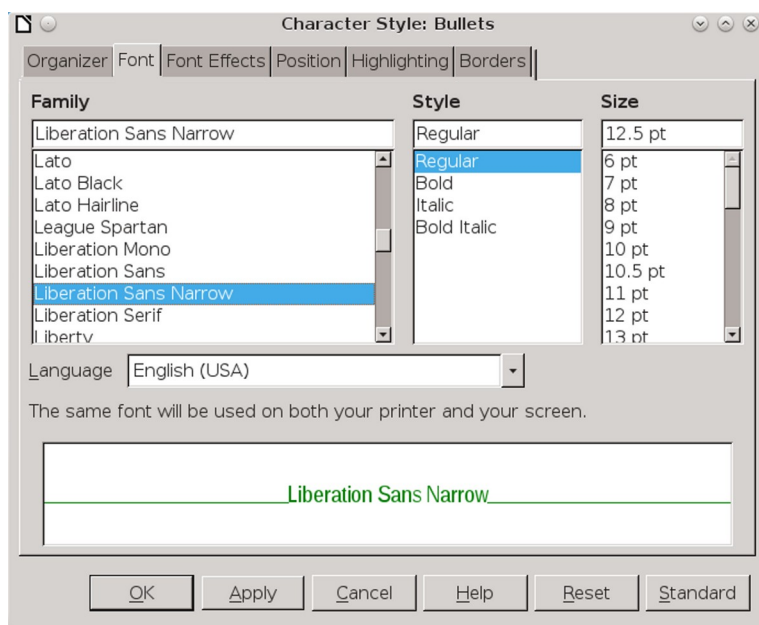 Character Style: Bullets
Organizer Font Font Effects Position Highlighting Borders
Family
Liberation Sans Narrow
Lato
Lato Black
Lato Hairline
League Spartan
Liberation Mono
Liberation Sans
Liberation Sans Narrow
Liberation Serif
Liberty
Style
Regular
Regular
Bold
Italic
Bold Italic
Size
12.5 pt
6 pt
7 pt
8 pt
9 pt
10 pt
10.5 pt
11 pt
12 pt
13 pt
Language English (USA)
The same font will be used on both your printer and your screen.
Liberation Sans Narrow
OK Apply Cancel Help Reset Standard